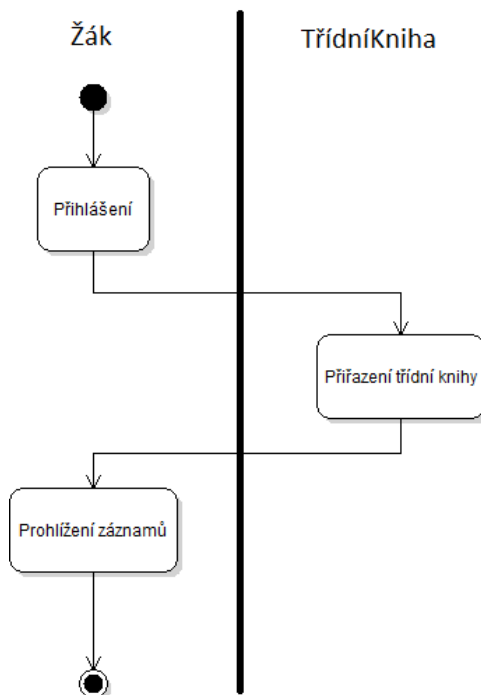 Žák
TřídníKniha
Přihlášení
Přiřazení třídní knihy
Prohlížení záznamů